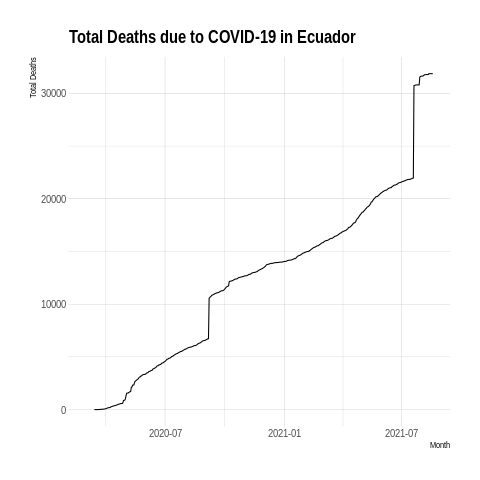 Total Deaths due to COVID-19 in Ecuador
Total Deaths
30000
20000
10000
0
2020-07
2021-01
2021-07
Month